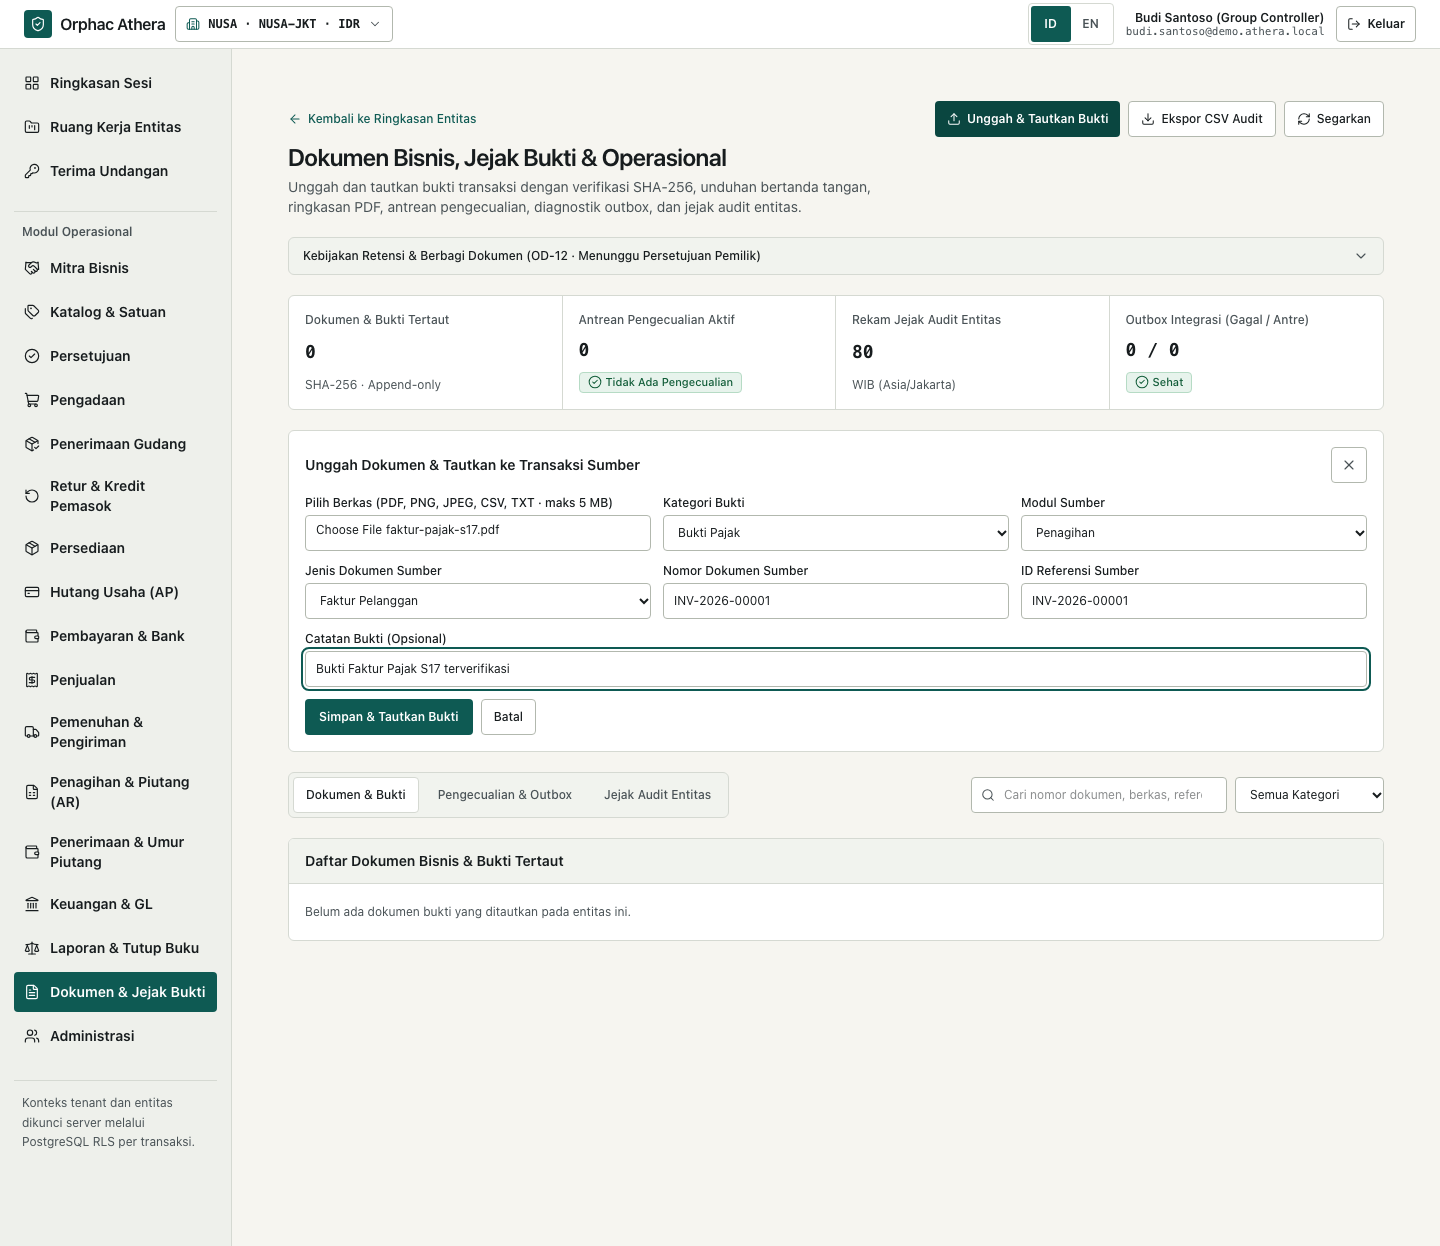 Orphac Athera
NUSA · NUSA-JKT · IDR
ID
EN
Budi Santoso (Group Controller)
budi.santoso@demo.athera.local
Keluar
Ringkasan Sesi
Ruang Kerja Entitas
Terima Undangan
Modul Operasional
Mitra Bisnis
Katalog & Satuan
Persetujuan
Pengadaan
Penerimaan Gudang
Retur & Kredit
Pemasok
Persediaan
Hutang Usaha (AP)
Pembayaran & Bank
Penjualan
Pemenuhan &
Pengiriman
Penagihan & Piutang
(AR)
Penerimaan & Umur
Piutang
Keuangan & GL
Laporan & Tutup Buku
Dokumen & Jejak Bukti
Administrasi
Konteks tenant dan entitas
dikunci server melalui
PostgreSQL RLS per transaksi.
Kembali ke Ringkasan Entitas
Unggah & Tautkan Bukti
Ekspor CSV Audit
Segarkan
Dokumen Bisnis, Jejak Bukti & Operasional
Unggah dan tautkan bukti transaksi dengan verifikasi SHA-256, unduhan bertanda tangan,
ringkasan PDF, antrean pengecualian, diagnostik outbox, dan jejak audit entitas.
Kebijakan Retensi & Berbagi Dokumen (OD-12 · Menunggu Persetujuan Pemilik)
Dokumen & Bukti Tertaut
0
SHA-256 · Append-only
Antrean Pengecualian Aktif
0
Tidak Ada Pengecualian
Rekam Jejak Audit Entitas
80
WIB (Asia/Jakarta)
Outbox Integrasi (Gagal / Antre)
0 / 0
Sehat
Unggah Dokumen & Tautkan ke Transaksi Sumber
Pilih Berkas (PDF, PNG, JPEG, CSV, TXT · maks 5 MB)
Choose File faktur-pajak-s17.pdf
Kategori Bukti
Bukti Pajak
Modul Sumber
Penagihan
Jenis Dokumen Sumber
Faktur Pelanggan
Nomor Dokumen Sumber
INV-2026-00001
ID Referensi Sumber
INV-2026-00001
Catatan Bukti (Opsional)
Bukti Faktur Pajak S17 terverifikasi
Simpan & Tautkan Bukti
Batal
Dokumen & Bukti
Pengecualian & Outbox
Jejak Audit Entitas
Cari nomor dokumen, berkas, refer
Semua Kategori
Daftar Dokumen Bisnis & Bukti Tertaut
Belum ada dokumen bukti yang ditautkan pada entitas ini.